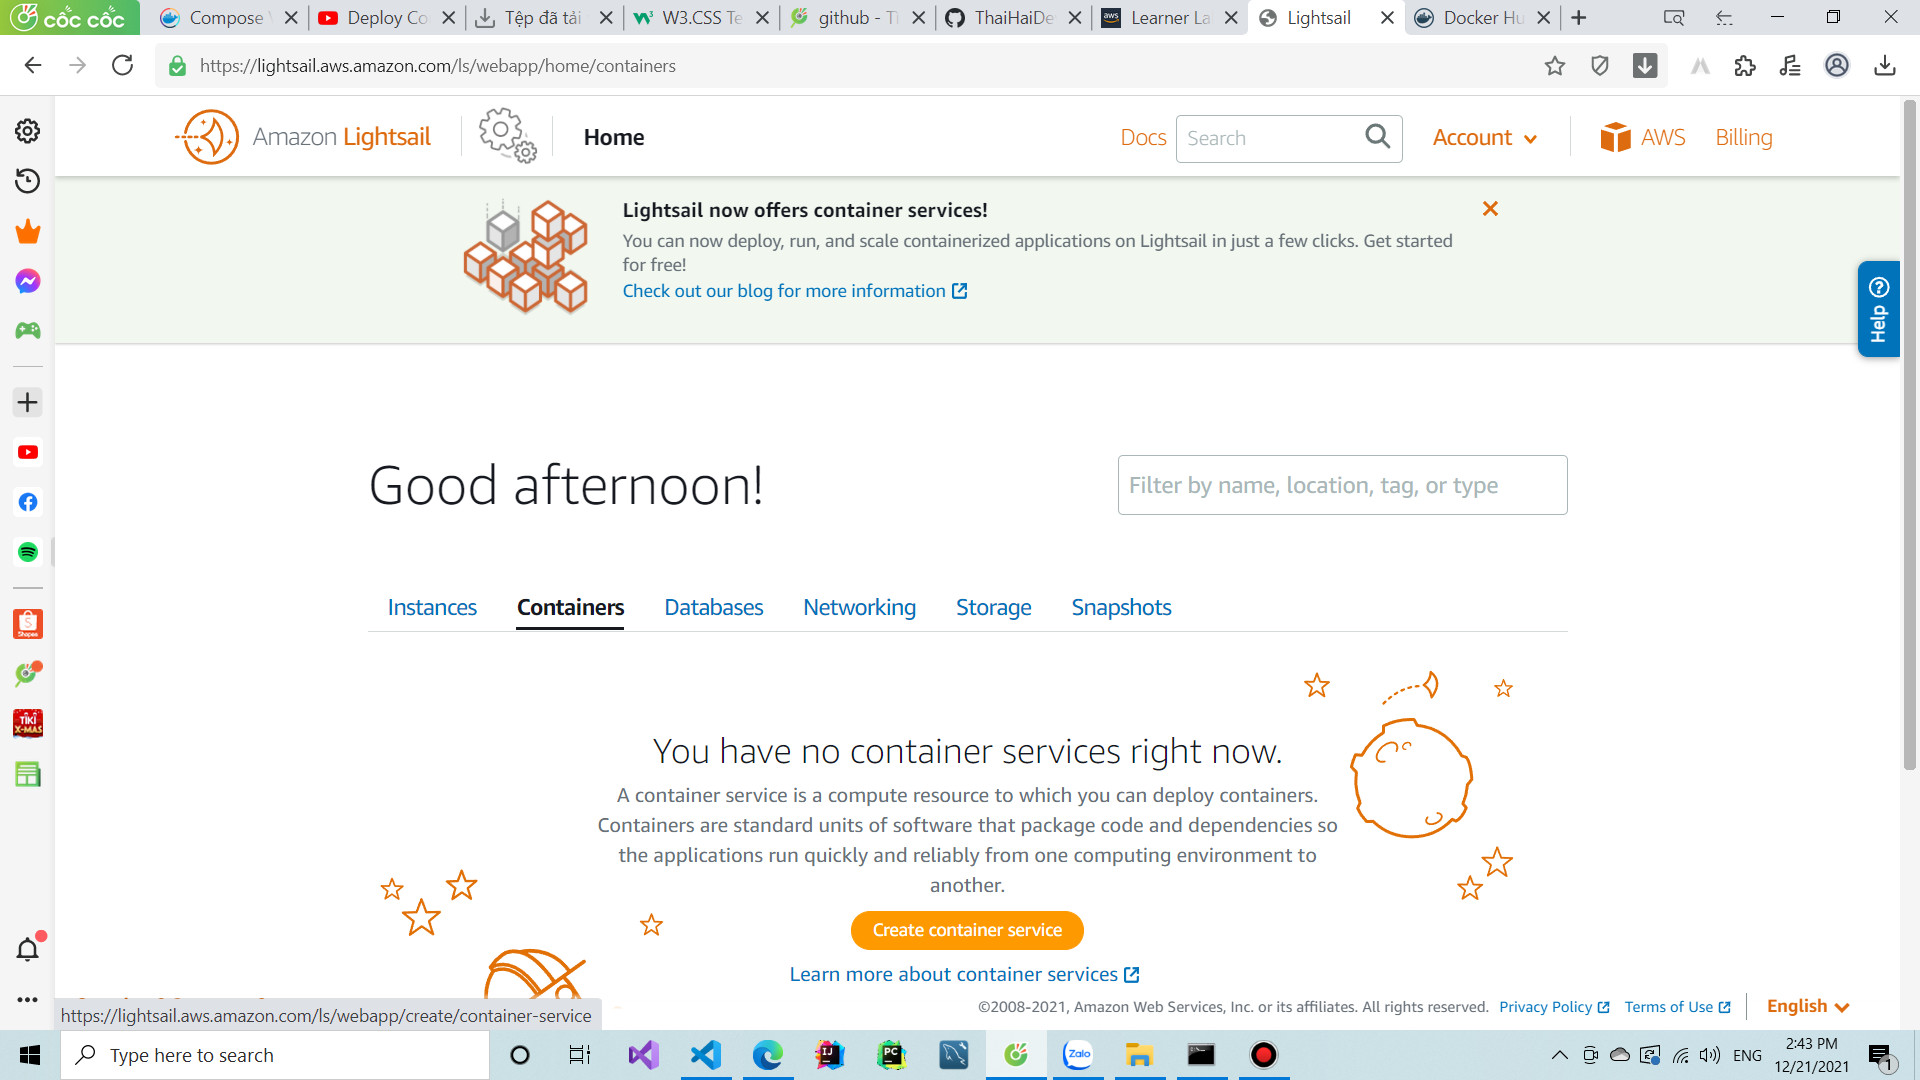 cốc cốc
Compose
Deploy Co
Tệp đã tải
W3.CSS Te
github - Ti
ThaiHaiDe
Learner La
Lightsail
Docker Hu
https://lightsail.aws.amazon.com/ls/webapp/home/containers
Amazon Lightsail
Home
Docs
Search
Account
AWS
Billing
Lightsail now offers container services!
You can now deploy, run, and scale containerized applications on Lightsail in just a few clicks. Get started
for free!
Check out our blog for more information
Help
Good afternoon!
Filter by name, location, tag, or type
Instances
Containers
Databases
Networking
Storage
Snapshots
You have no container services right now.
A container service is a compute resource to which you can deploy containers.
Containers are standard units of software that package code and dependencies so
the applications run quickly and reliably from one computing environment to
another.
Create container service
Learn more about container services
©2008-2021, Amazon Web Services, Inc. or its affiliates. All rights reserved.
Privacy Policy
Terms of Use
English
https://lightsail.aws.amazon.com/ls/webapp/create/container-service
Type here to search
ENG
2:43 PM
12/21/2021
1
aws
Shopee
TIKI
X-MAS
IJ
PC
Zalo